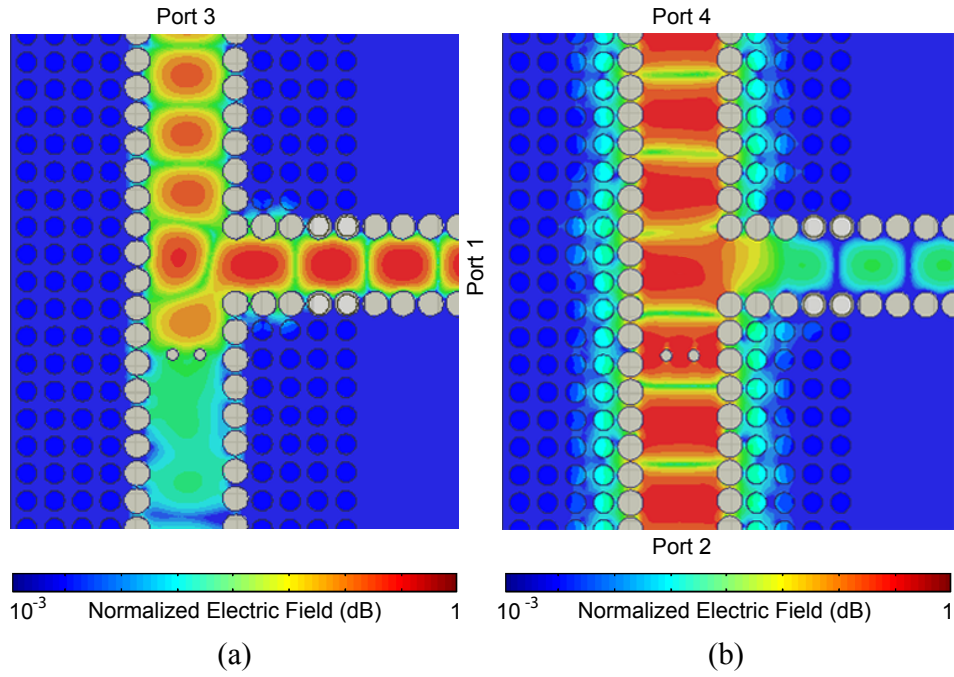 Port 3
Port 4
Port 1
Port 2
10⁻³ Normalized Electric Field (dB) 1
10⁻³ Normalized Electric Field (dB) 1
(a)
(b)